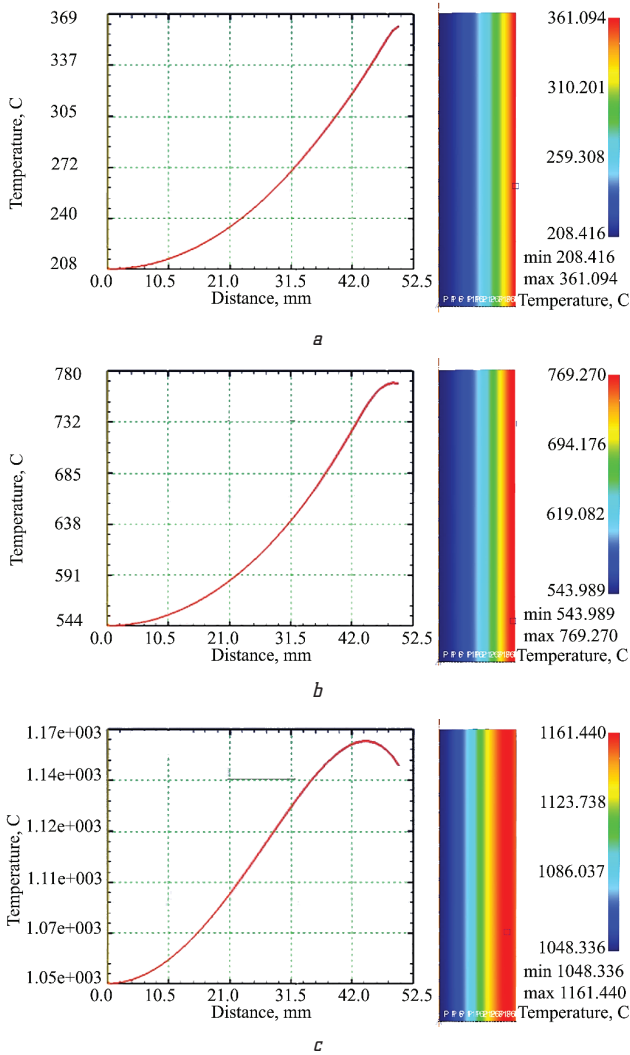 369
337
305
272
240
208
Temperature, C
0.0 10.5 21.0 31.5 42.0 52.5
Distance, mm
361.094
310.201
259.308
208.416
min 208.416
max 361.094
Temperature, C
a
780
732
685
638
591
544
Temperature, C
0.0 10.5 21.0 31.5 42.0 52.5
Distance, mm
769.270
694.176
619.082
543.989
min 543.989
max 769.270
Temperature, C
b
1.17e+003
1.14e+003
1.12e+003
1.11e+003
1.07e+003
1.05e+003
Temperature, C
0.0 10.5 21.0 31.5 42.0 52.5
Distance, mm
1161.440
1123.738
1086.037
1048.336
min 1048.336
max 1161.440
Temperature, C
c